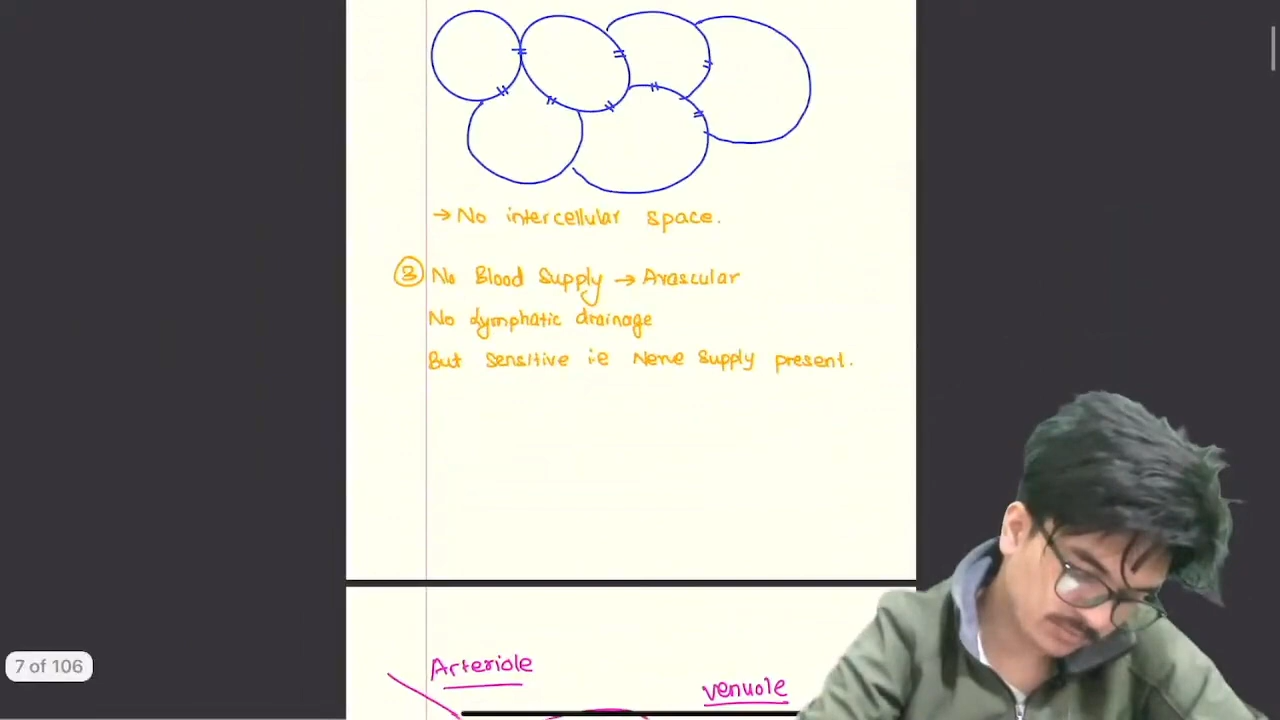 → No intercellular space.
3 No Blood Supply → Avascular
No Lymphatic drainage
But Sensitive i.e Nerve Supply present.
Arteriole
Venuole
7 of 106